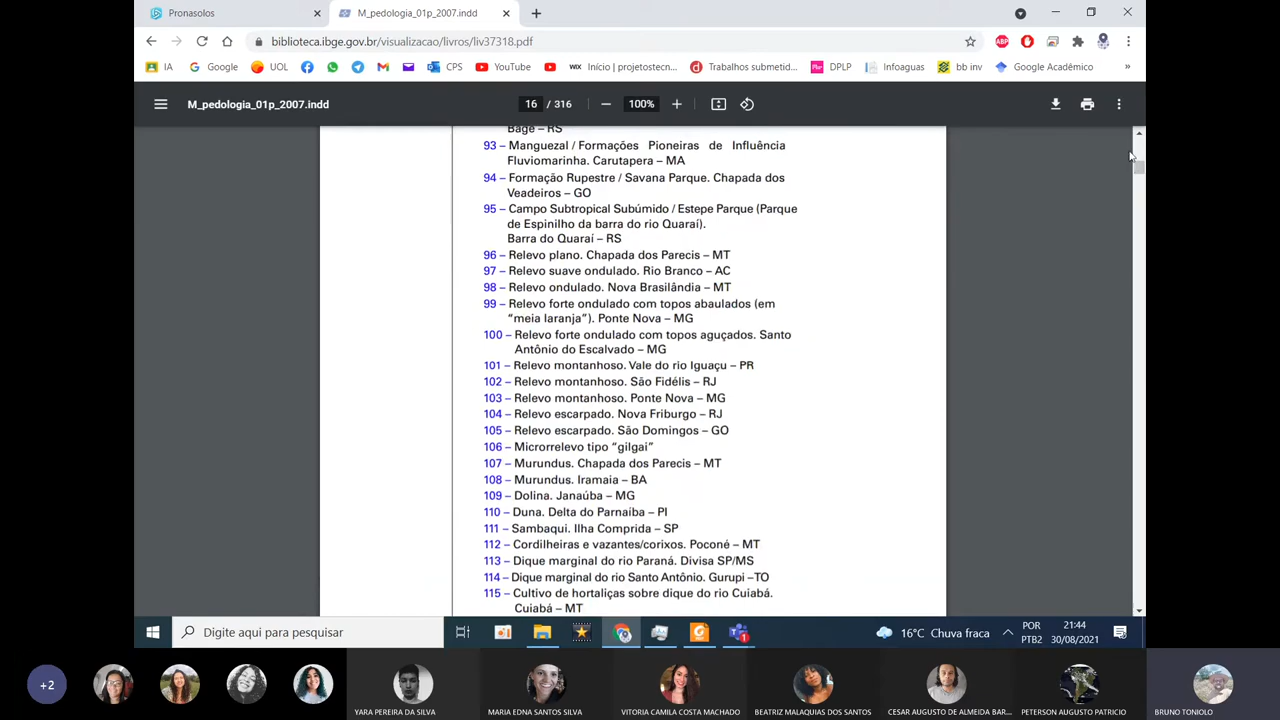 Pronasolos
M_pedologia_01p_2007.indd
biblioteca.ibge.gov.br/visualizacao/livros/liv37318.pdf
IA Google UOL CPS YouTube WIX Início | projetostecn... Trabalhos submetid... DPLP Infoaguas bb inv Google Acadêmico »
M_pedologia_01p_2007.indd
16 / 316
100%
Bagé – RS
93 – Manguezal / Formações Pioneiras de Influência
Fluviomarinha. Carutapera – MA
94 – Formação Rupestre / Savana Parque. Chapada dos
Veadeiros – GO
95 – Campo Subtropical Subúmido / Estepe Parque (Parque
de Espinilho da barra do rio Quaraí).
Barra do Quaraí – RS
96 – Relevo plano. Chapada dos Parecis – MT
97 – Relevo suave ondulado. Rio Branco – AC
98 – Relevo ondulado. Nova Brasilândia – MT
99 – Relevo forte ondulado com topos abaulados (em
“meia laranja”). Ponte Nova – MG
100 – Relevo forte ondulado com topos aguçados. Santo
Antônio do Escalvado – MG
101 – Relevo montanhoso. Vale do rio Iguaçu – PR
102 – Relevo montanhoso. São Fidélis – RJ
103 – Relevo montanhoso. Ponte Nova – MG
104 – Relevo escarpado. Nova Friburgo – RJ
105 – Relevo escarpado. São Domingos – GO
106 – Microrrelevo tipo “gilgai”
107 – Murundus. Chapada dos Parecis – MT
108 – Murundus. Iramaia – BA
109 – Dolina. Janaúba – MG
110 – Duna. Delta do Parnaíba – PI
111 – Sambaqui. Ilha Comprida – SP
112 – Cordilheiras e vazantes/corixos. Poconé – MT
113 – Dique marginal do rio Paraná. Divisa SP/MS
114 – Dique marginal do rio Santo Antônio. Gurupi –TO
115 – Cultivo de hortaliças sobre dique do rio Cuiabá.
Cuiabá – MT
Digite aqui para pesquisar
16°C Chuva fraca
POR
PTB2
21:44
30/08/2021
+2
YARA PEREIRA DA SILVA
MARIA EDNA SANTOS SILVA
VITORIA CAMILA COSTA MACHADO
BEATRIZ MALAQUIAS DOS SANTOS
CESAR AUGUSTO DE ALMEIDA BAR...
PETERSON AUGUSTO PATRICIO
BRUNO TONIOLO